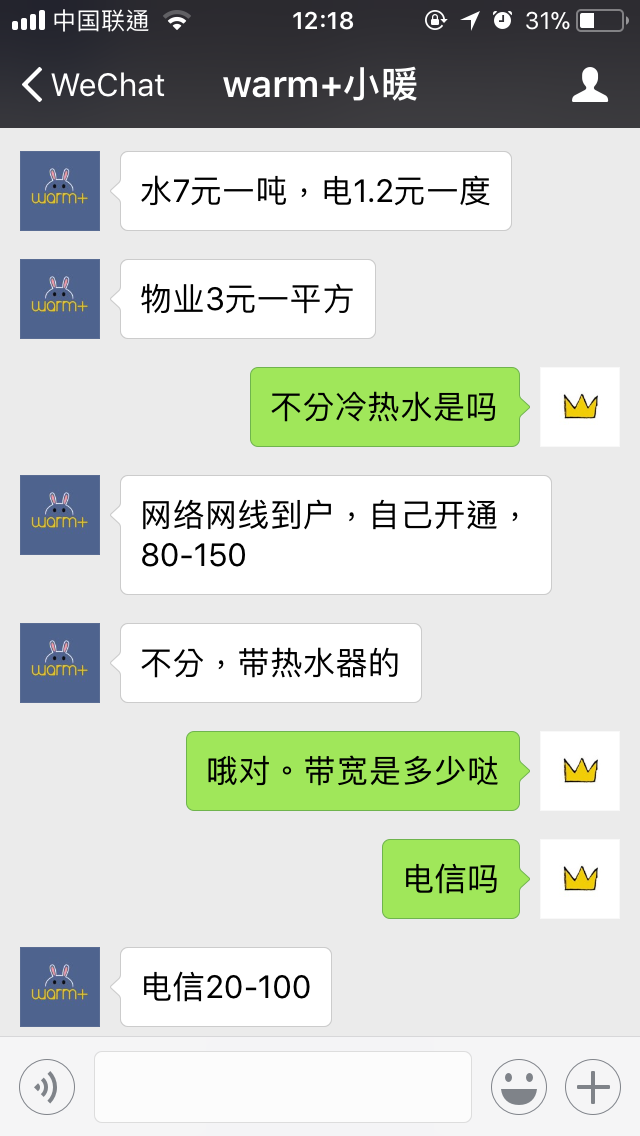 中国联通
12:18
31%
WeChat
warm+小暖
warm+
水7元一吨，电1.2元一度
warm+
物业3元一平方
不分冷热水是吗
warm+
网络网线到户，自己开通，
80-150
warm+
不分，带热水器的
哦对。带宽是多少哒
电信吗
warm+
电信20-100